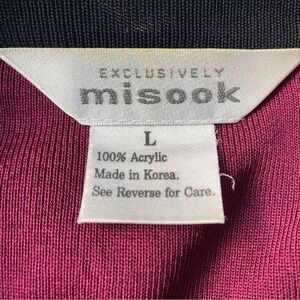 EXCLUSIVELY
misook
L
100% Acrylic
Made in Korea.
See Reverse for Care.